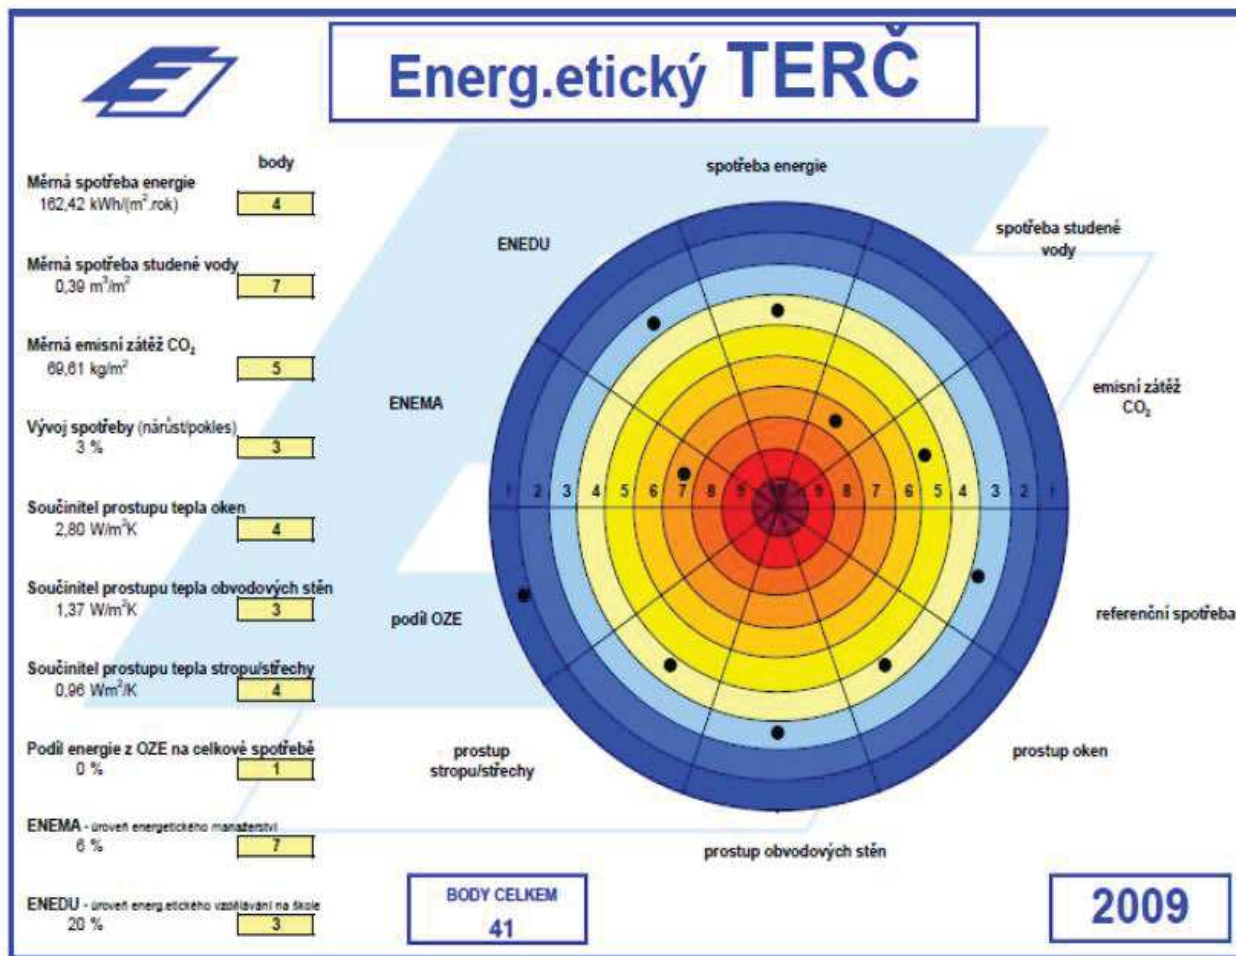 Energ.etický TERČ
body
Měrná spotřeba energie
162,42 kWh/(m².rok)
4
Měrná spotřeba studené vody
0,39 m³/m²
7
Měrná emisní zátěž CO₂
69,61 kg/m²
5
Vývoj spotřeby (nárůst/pokles)
3 %
3
Součinitel prostupu tepla oken
2,80 W/m²K
4
Součinitel prostupu tepla obvodových stěn
1,37 W/m²K
3
Součinitel prostupu tepla stropu/střechy
0,96 Wm²/K
4
Podíl energie z OZE na celkové spotřebě
0 %
1
ENEMA - úroveň energetického manažerství
6 %
7
ENEDU - úroveň energ.etického vzdělávání na škole
20 %
3
spotřeba energie
spotřeba studené
vody
emisní zátěž
CO₂
referenční spotřeba
prostup oken
prostup obvodových stěn
prostup
stropu/střechy
podíl OZE
ENEMA
ENEDU
1 2 3 4 5 6 7 8 9 9 8 7 6 5 4 3 2 1
BODY CELKEM
41
2009